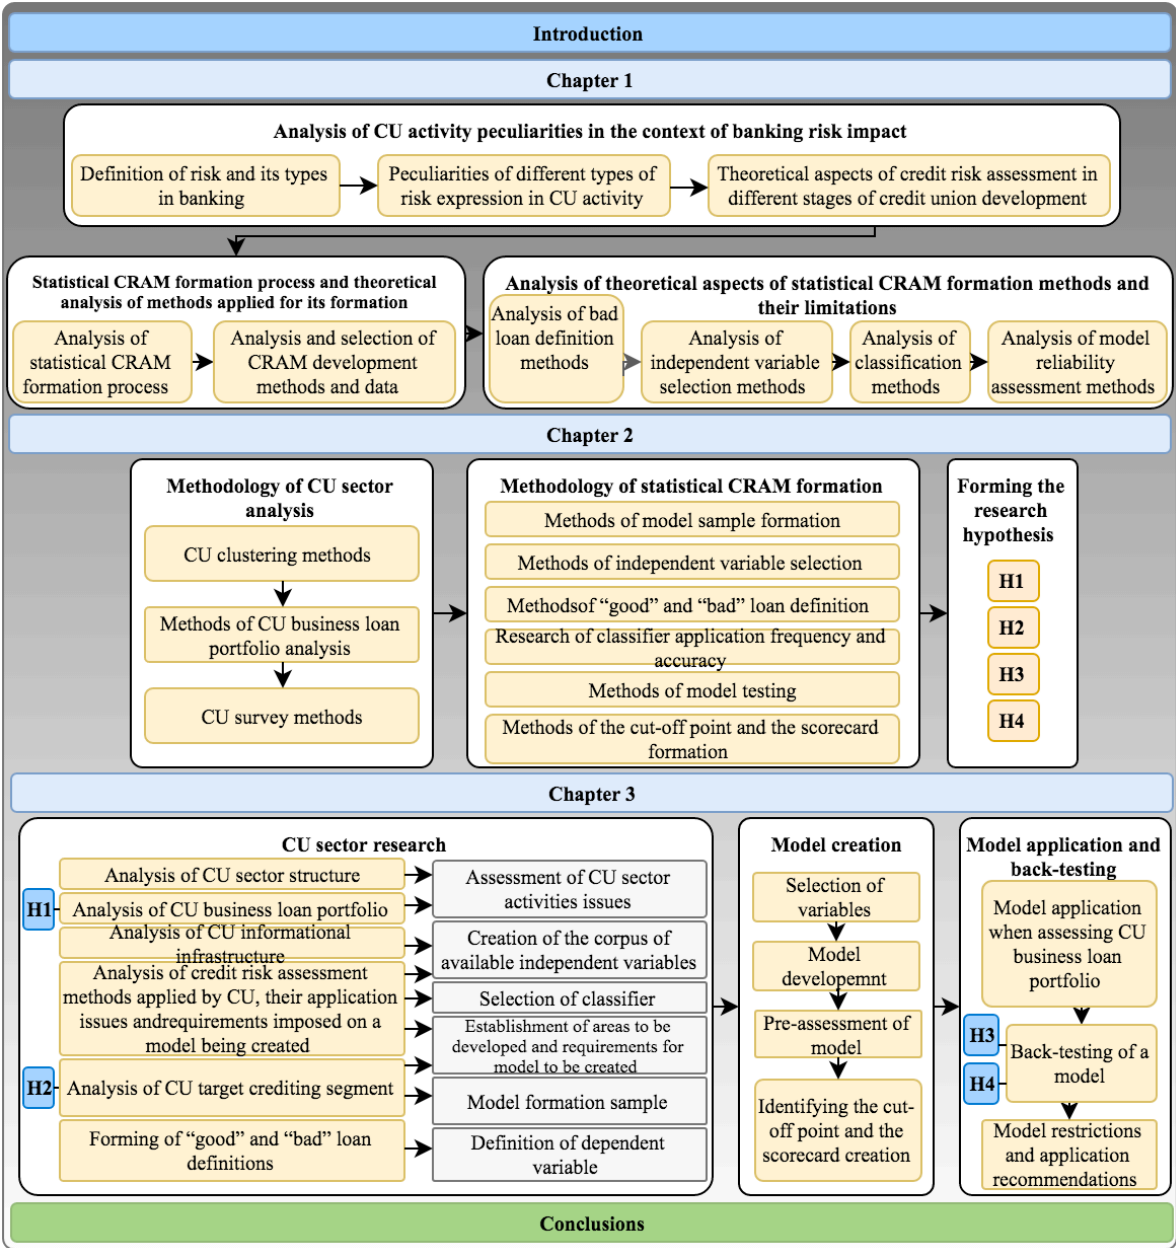 Introduction
Chapter 1
Analysis of CU activity peculiarities in the context of banking risk impact
Definition of risk and its types
in banking
Peculiarities of different types of
risk expression in CU activity
Theoretical aspects of credit risk assessment in
different stages of credit union development
Statistical CRAM formation process and theoretical
analysis of methods applied for its formation
Analysis of
statistical CRAM
formation process
Analysis and selection of
CRAM development
methods and data
Analysis of theoretical aspects of statistical CRAM formation methods and
their limitations
Analysis of bad
loan definition
methods
Analysis of
independent variable
selection methods
Analysis of
classification
methods
Analysis of model
reliability
assessment methods
Chapter 2
Methodology of CU sector
analysis
CU clustering methods
Methods of CU business loan
portfolio analysis
CU survey methods
Methodology of statistical CRAM formation
Methods of model sample formation
Methods of independent variable selection
Methodsof “good” and “bad” loan definition
Research of classifier application frequency and
accuracy
Methods of model testing
Methods of the cut-off point and the scorecard
formation
Forming the
research
hypothesis
H1
H2
H3
H4
Chapter 3
CU sector research
H1
H2
Analysis of CU sector structure
Analysis of CU business loan portfolio
Analysis of CU informational
infrastructure
Analysis of credit risk assessment
methods applied by CU, their application
issues andrequirements imposed on a
model being created
Analysis of CU target crediting segment
Forming of “good” and “bad” loan
definitions
Assessment of CU sector
activities issues
Creation of the corpus of
available independent variables
Selection of classifier
Establishment of areas to be
developed and requirements for
model to be created
Model formation sample
Definition of dependent
variable
Model creation
Selection of
variables
Model
developemnt
Pre-assessment of
model
Identifying the cut-
off point and the
scorecard creation
Model application and
back-testing
Model application
when assessing CU
business loan
portfolio
H3
H4
Back-testing of a
model
Model restrictions
and application
recommendations
Conclusions